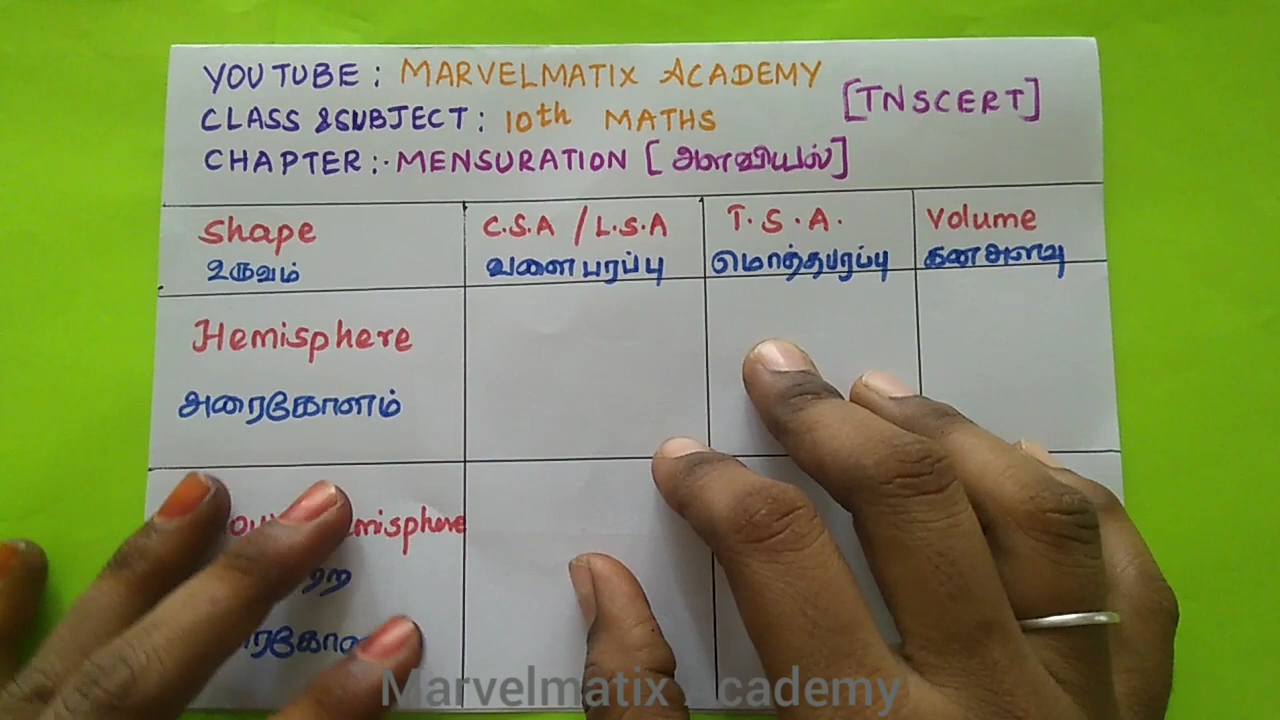 YOUTUBE : MARVELMATIX ACADEMY
CLASS &SUBJECT : 10th MATHS [TNSCERT]
CHAPTER :- MENSURATION [அளவியல்]
Shape C.S.A / L.S.A T.S.A. Volume
உருவம் வளைபரப்பு மொத்தபரப்பு கனஅளவு
Hemisphere
அரைகோளம்
Marvelmatix Academy